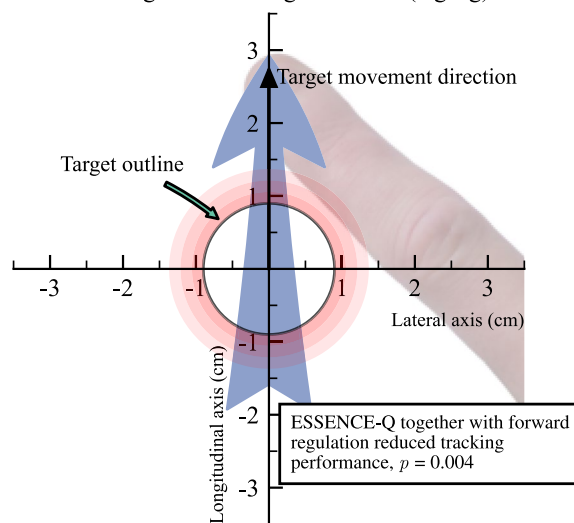 3
Target movement direction
2
Target outline
1
-3 -2 -1 1 2 3
Lateral axis (cm)
-1
Longitudinal axis (cm)
-2
ESSENCE-Q together with forward
regulation reduced tracking
performance, p = 0.004
-3